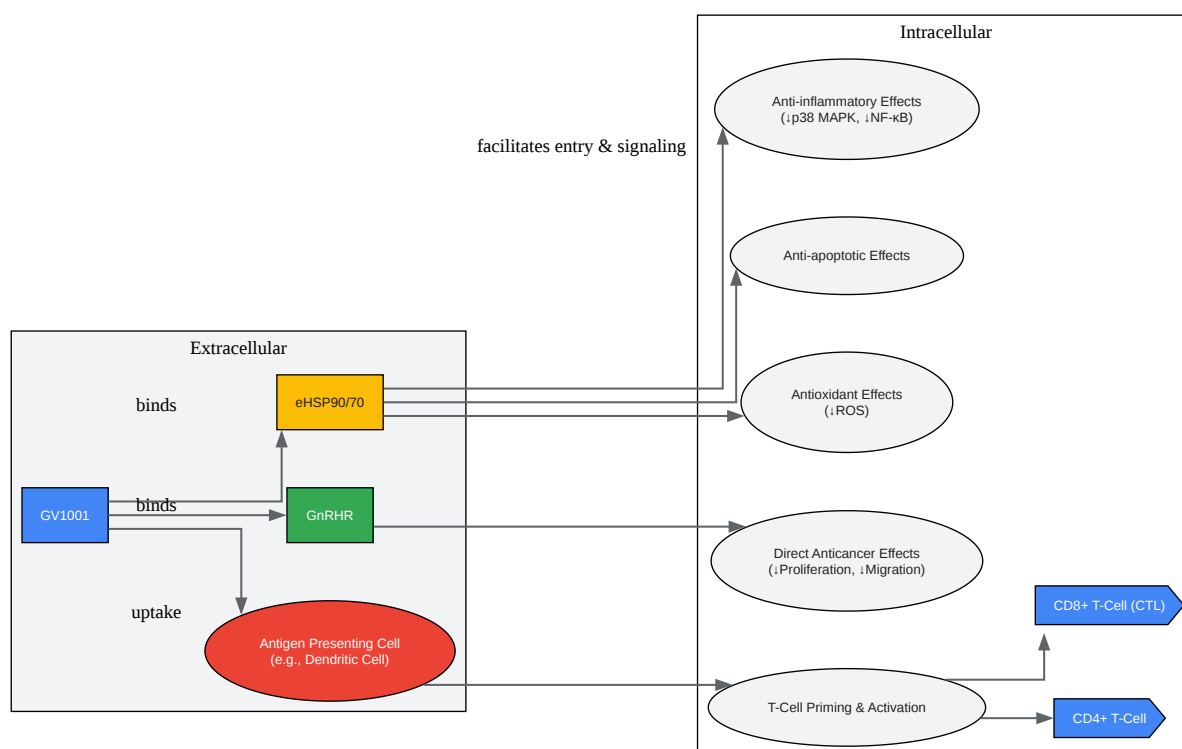 Intracellular
Anti-inflammatory Effects
(↓p38 MAPK, ↓NF-κB)
facilitates entry & signaling
Anti-apoptotic Effects
Extracellular
binds
eHSP90/70
Antioxidant Effects
(↓ROS)
GV1001
binds
GnRHR
Direct Anticancer Effects
(↓Proliferation, ↓Migration)
uptake
Antigen Presenting Cell
(e.g., Dendritic Cell)
CD8+ T-Cell (CTL)
T-Cell Priming & Activation
CD4+ T-Cell